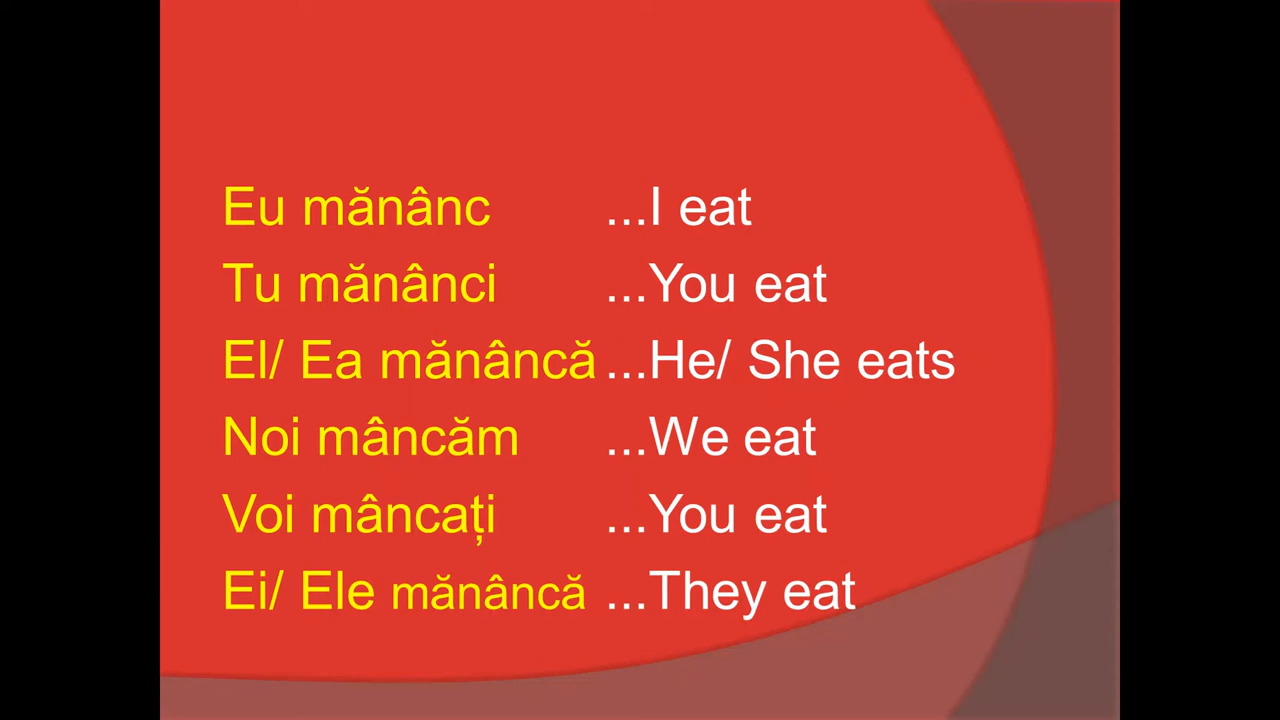 Eu mănânc ...I eat
Tu mănânci ...You eat
El/ Ea mănâncă ...He/ She eats
Noi mâncăm ...We eat
Voi mâncați ...You eat
Ei/ Ele mănâncă ...They eat